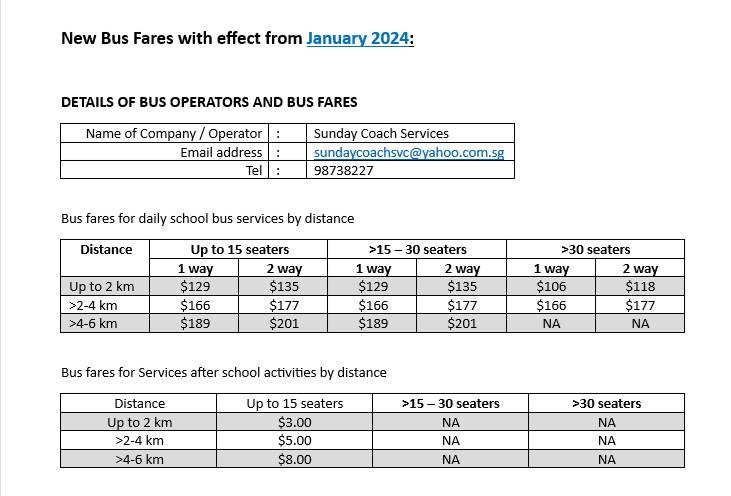 New Bus Fares with effect from January 2024:
DETAILS OF BUS OPERATORS AND BUS FARES
Name of Company / Operator : Sunday Coach Services
Email address : sundaycoachsvc@yahoo.com.sg
Tel : 98738227
Bus fares for daily school bus services by distance
Distance Up to 15 seaters >15 – 30 seaters >30 seaters
1 way 2 way 1 way 2 way 1 way 2 way
Up to 2 km $129 $135 $129 $135 $106 $118
>2-4 km $166 $177 $166 $177 $166 $177
>4-6 km $189 $201 $189 $201 NA NA
Bus fares for Services after school activities by distance
Distance Up to 15 seaters >15 – 30 seaters >30 seaters
Up to 2 km $3.00 NA NA
>2-4 km $5.00 NA NA
>4-6 km $8.00 NA NA